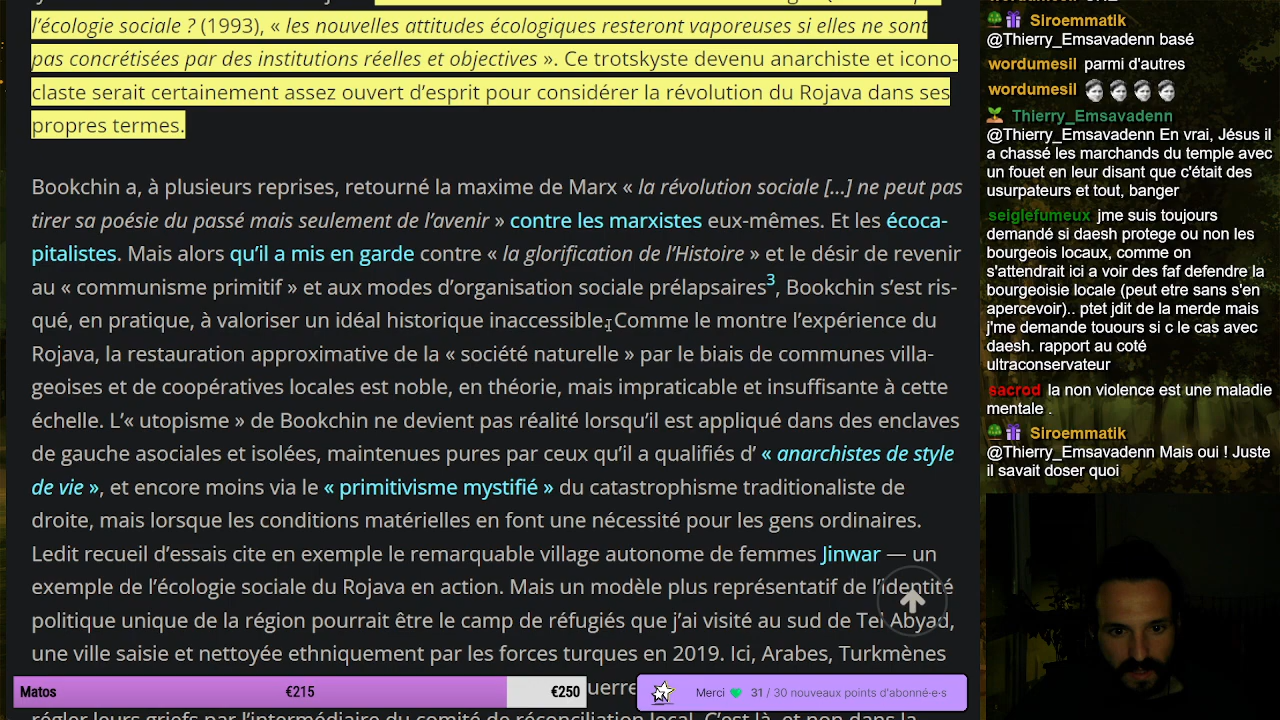 l'écologie sociale ? (1993), « les nouvelles attitudes écologiques resteront vaporeuses si elles ne sont
pas concrétisées par des institutions réelles et objectives ». Ce trotskyste devenu anarchiste et icono-
claste serait certainement assez ouvert d'esprit pour considérer la révolution du Rojava dans ses
propres termes.
Bookchin a, à plusieurs reprises, retourné la maxime de Marx « la révolution sociale [...] ne peut pas
tirer sa poésie du passé mais seulement de l'avenir » contre les marxistes eux-mêmes. Et les écoca-
pitalistes. Mais alors qu'il a mis en garde contre « la glorification de l'Histoire » et le désir de revenir
au « communisme primitif » et aux modes d'organisation sociale prélapsaires3, Bookchin s'est ris-
qué, en pratique, à valoriser un idéal historique inaccessible. Comme le montre l'expérience du
Rojava, la restauration approximative de la « société naturelle » par le biais de communes villa-
geoises et de coopératives locales est noble, en théorie, mais impraticable et insuffisante à cette
échelle. L'« utopisme » de Bookchin ne devient pas réalité lorsqu'il est appliqué dans des enclaves
de gauche asociales et isolées, maintenues pures par ceux qu'il a qualifiés d' « anarchistes de style
de vie », et encore moins via le « primitivisme mystifié » du catastrophisme traditionaliste de
droite, mais lorsque les conditions matérielles en font une nécessité pour les gens ordinaires.
Ledit recueil d'essais cite en exemple le remarquable village autonome de femmes Jinwar — un
exemple de l'écologie sociale du Rojava en action. Mais un modèle plus représentatif de l'identité
politique unique de la région pourrait être le camp de réfugiés que j'ai visité au sud de Tel Abyad,
une ville saisie et nettoyée ethniquement par les forces turques en 2019. Ici, Arabes, Turkmènes
uerre
régler leurs griefs par l'intermédiaire du comité de réconciliation local. C'est là, et non dans la
Matos €215 €250
Merci 31 / 30 nouveaux points d'abonné·e·s
Siroemmatik
@Thierry_Emsavadenn basé
wordumesil parmi d'autres
wordumesil
Thierry_Emsavadenn
@Thierry_Emsavadenn En vrai, Jésus il
a chassé les marchands du temple avec
un fouet en leur disant que c'était des
usurpateurs et tout, banger
seiglefumeux jme suis toujours
demandé si daesh protege ou non les
bourgeois locaux, comme on
s'attendrait ici a voir des faf defendre la
bourgeoisie locale (peut etre sans s'en
apercevoir).. ptet jdit de la merde mais
j'me demande touours si c le cas avec
daesh. rapport au coté
ultraconservateur
sacrod la non violence est une maladie
mentale .
Siroemmatik
@Thierry_Emsavadenn Mais oui ! Juste
il savait doser quoi